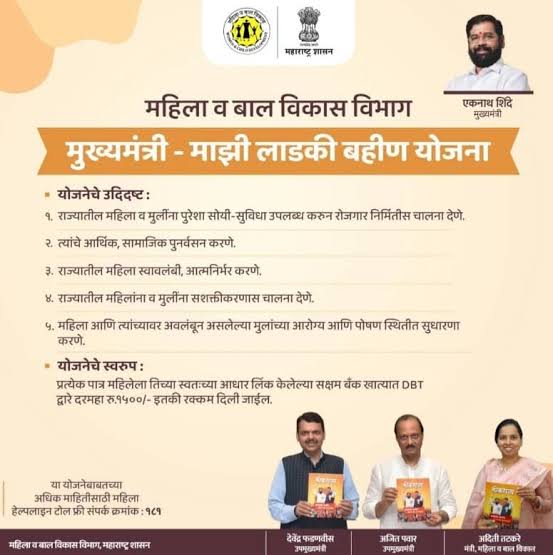 महाराष्ट्र शासन
एकनाथ शिंदे
मुख्यमंत्री
महिला व बाल विकास विभाग
मुख्यमंत्री - माझी लाडकी बहीण योजना
▪ योजनेचे उदिदष्ट :
१. राज्यातील महिला व मुलींना पुरेशा सोयी-सुविधा उपलब्ध करुन रोजगार निर्मितीस चालना देणे.
२. त्यांचे आर्थिक, सामाजिक पुनर्वसन करणे.
३. राज्यातील महिला स्वावलंबी, आत्मनिर्भर करणे.
४. राज्यातील महिलांना व मुलींना सशक्तीकरणास चालना देणे.
५. महिला आणि त्यांच्यावर अवलंबून असलेल्या मुलांच्या आरोग्य आणि पोषण स्थितीत सुधारणा
करणे.
▪ योजनेचे स्वरुप :
प्रत्येक पात्र महिलेला तिच्या स्वतःच्या आधार लिंक केलेल्या सक्षम बँक खात्यात DBT
द्वारे दरमहा रु.१५००/- इतकी रक्कम दिली जाईल.
या योजनेबाबतच्या
अधिक माहितीसाठी महिला
हेल्पलाइन टोल फ्री संपर्क क्रमांक : १८१
महिला व बाल विकास विभाग, महाराष्ट्र शासन
देवेंद्र फडणवीस
उपमुख्यमंत्री
अजित पवार
उपमुख्यमंत्री
अदिती तटकरे
मंत्री, महिला व बाल विकास